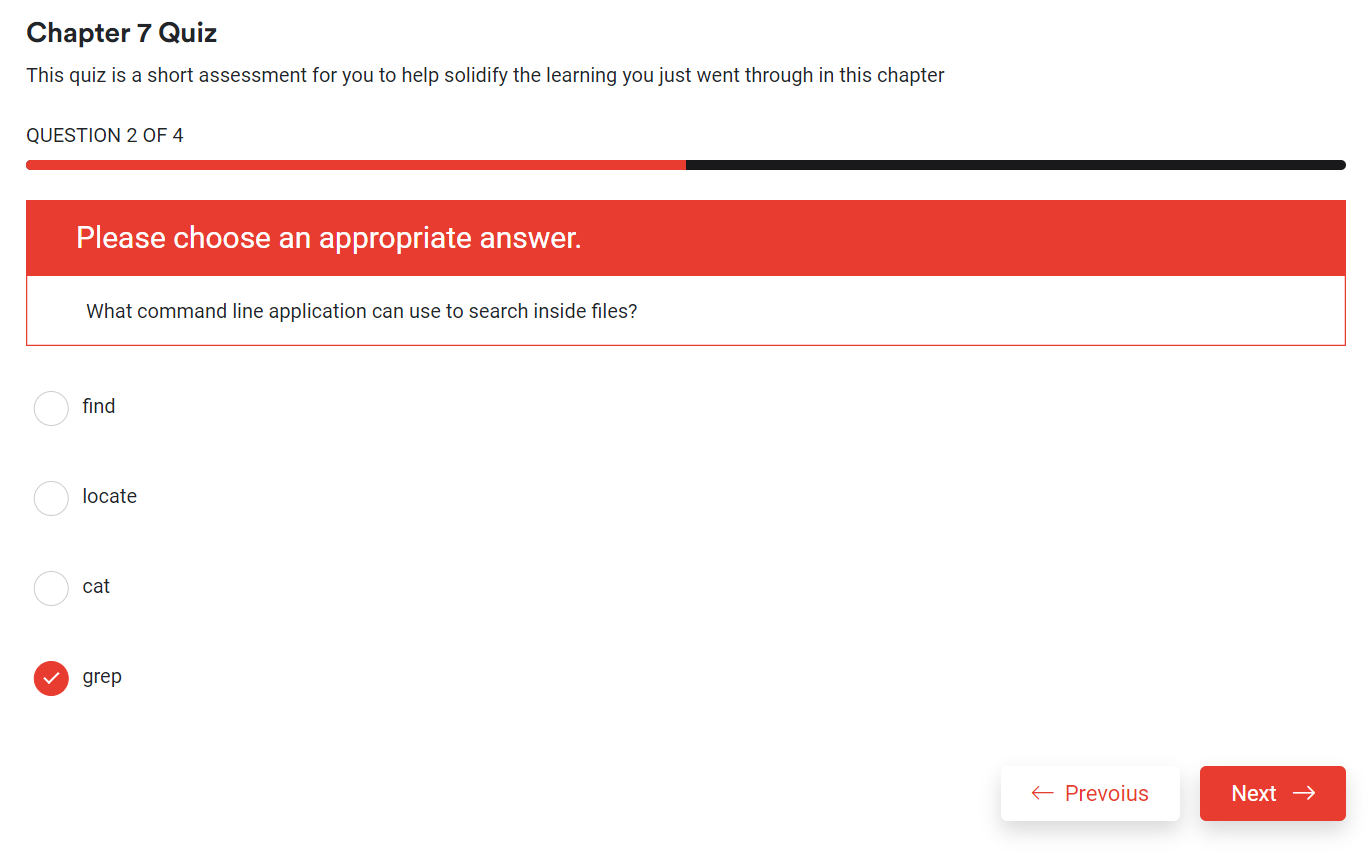 Chapter 7 Quiz
This quiz is a short assessment for you to help solidify the learning you just went through in this chapter
QUESTION 2 OF 4
Please choose an appropriate answer.
What command line application can use to search inside files?
find
locate
cat
grep
Prevoius
Next